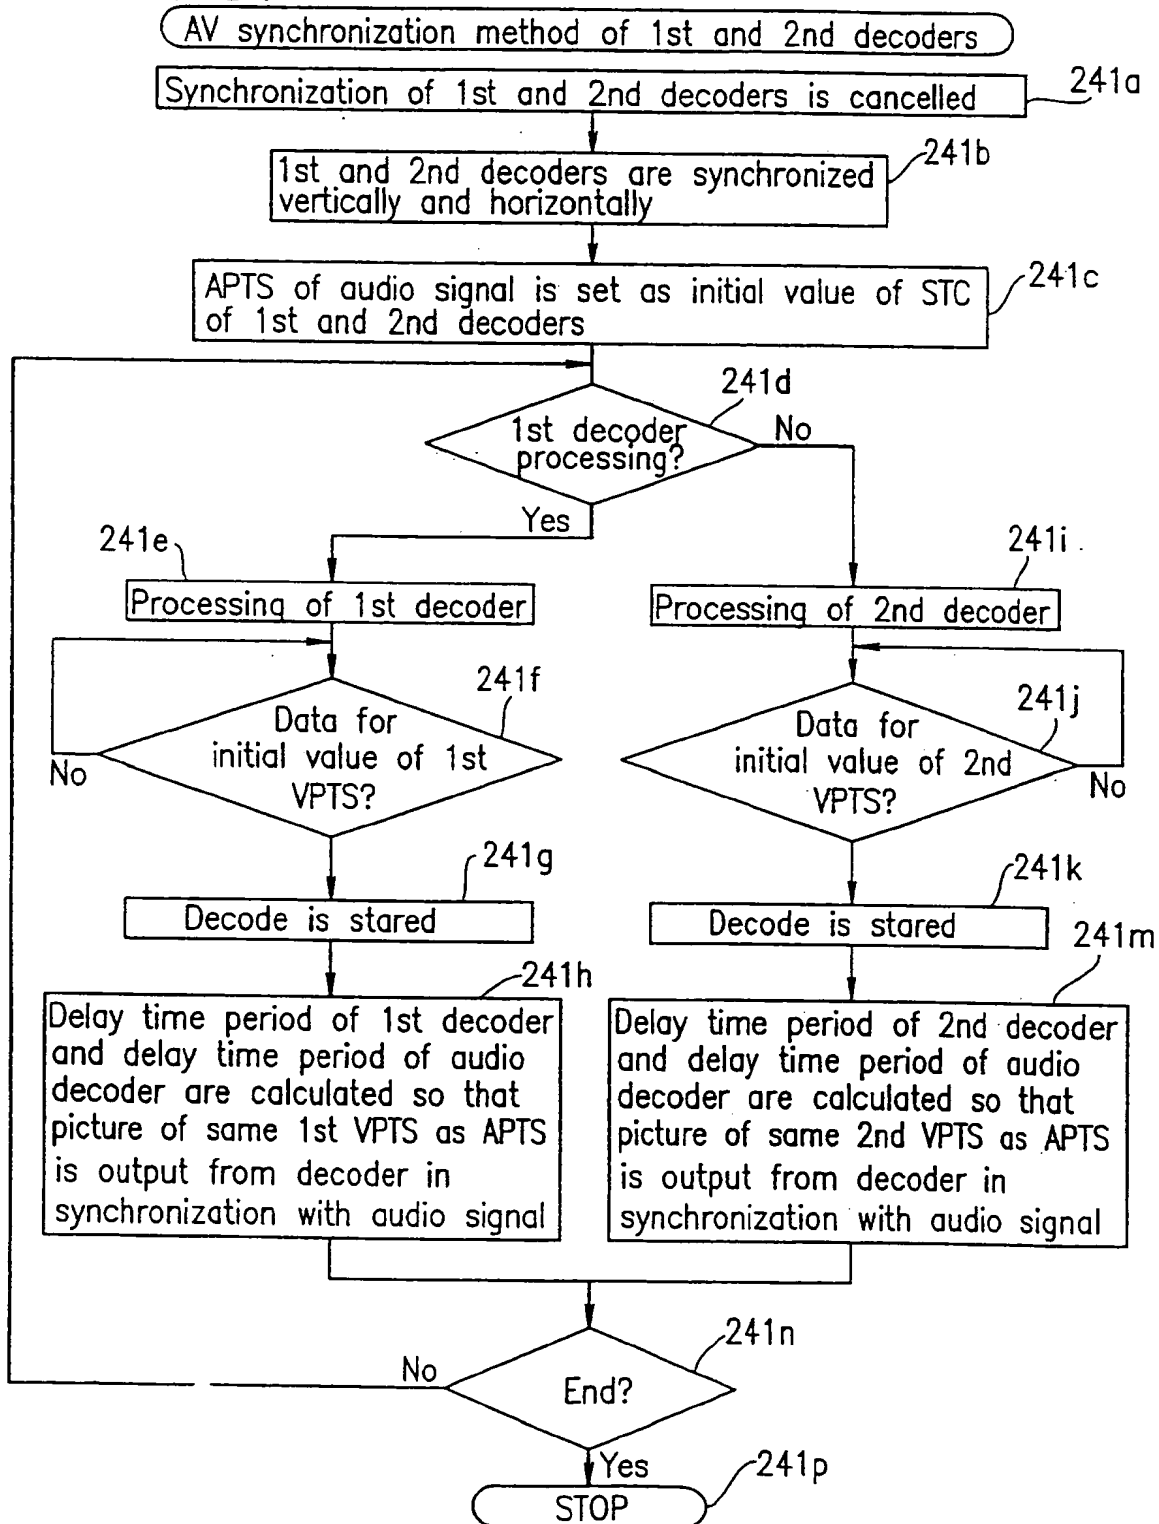 AV synchronization method of 1st and 2nd decoders
Synchronization of 1st and 2nd decoders is cancelled
241a
1st and 2nd decoders are synchronized
vertically and horizontally
241b
APTS of audio signal is set as initial value of STC
of 1st and 2nd decoders
241c
1st decoder
processing?
241d
No
Yes
241e
Processing of 1st decoder
241i
Processing of 2nd decoder
241f
Data for
initial value of 1st
VPTS?
No
241j
Data for
initial value of 2nd
VPTS?
No
241g
Decode is stared
241k
Decode is stared
241h
Delay time period of 1st decoder
and delay time period of audio
decoder are calculated so that
picture of same 1st VPTS as APTS
is output from decoder in
synchronization with audio signal
241m
Delay time period of 2nd decoder
and delay time period of audio
decoder are calculated so that
picture of same 2nd VPTS as APTS
is output from decoder in
synchronization with audio signal
241n
End?
No
Yes
241p
STOP